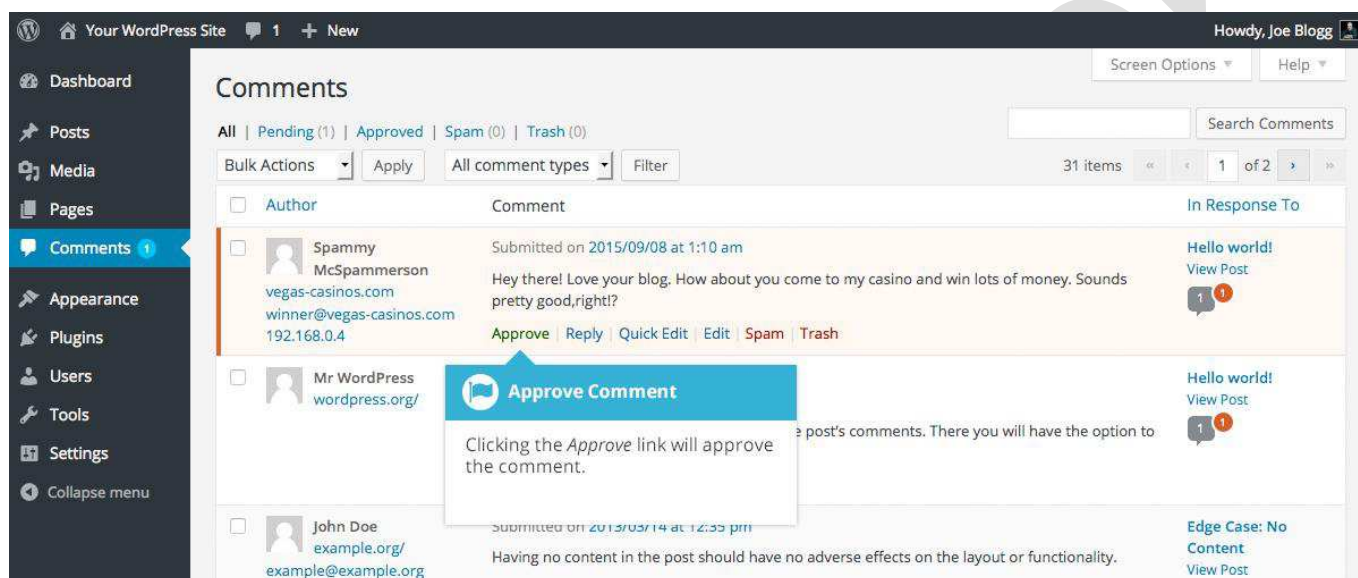 Your WordPress Site 1 + New Howdy, Joe Blogg
Screen Options Help
Dashboard
Posts
Media
Pages
Comments 1
Appearance
Plugins
Users
Tools
Settings
Collapse menu
Comments
All | Pending (1) | Approved | Spam (0) | Trash (0)
Search Comments
Bulk Actions Apply All comment types Filter 31 items « ‹ 1 of 2 › »
Author Comment In Response To
Spammy
McSpammerson
vegas-casinos.com
winner@vegas-casinos.com
192.168.0.4
Submitted on 2015/09/08 at 1:10 am
Hey there! Love your blog. How about you come to my casino and win lots of money. Sounds
pretty good,right!?
Approve | Reply | Quick Edit | Edit | Spam | Trash
Hello world!
View Post
1 1
Approve Comment
Clicking the Approve link will approve
the comment.
Mr WordPress
wordpress.org/
post's comments. There you will have the option to
Hello world!
View Post
1 1
John Doe
example.org/
example@example.org
Submitted on 2013/03/14 at 12:35 pm
Having no content in the post should have no adverse effects on the layout or functionality.
Edge Case: No
Content
View Post